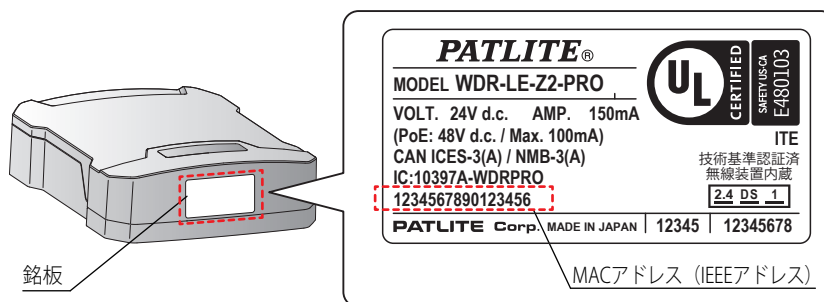 PATLITE®
MODEL WDR-LE-Z2-PRO
VOLT. 24V d.c. AMP. 150mA
(PoE: 48V d.c. / Max. 100mA)
CAN ICES-3(A) / NMB-3(A)
IC:10397A-WDRPRO
1234567890123456
UL
CERTIFIED
SAFETY US-CA
E480103
ITE
技術基準認証済
無線装置内蔵
2.4 DS 1
PATLITE Corp. MADE IN JAPAN 12345 12345678
銘板
MACアドレス（IEEEアドレス）